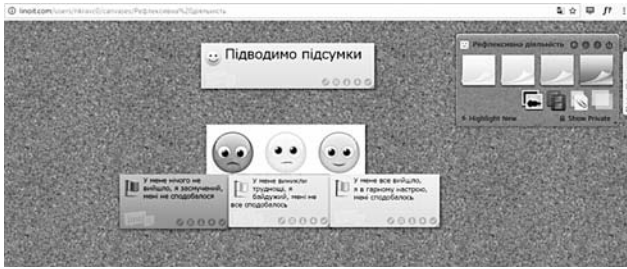 linoit.com/users/nkravc0/canvases/Рефлексивна%20діяльність
Підводимо підсумки
Рефлексивна діяльність
Highlight New
Show Private
У мене нічого не
вийшло, я засмучений,
мені не сподобалося
У мене виникли
труднощі, я
байдужий, мені не
все сподобалось
У мене все вийшло,
я в гарному настрою,
мені сподобалось